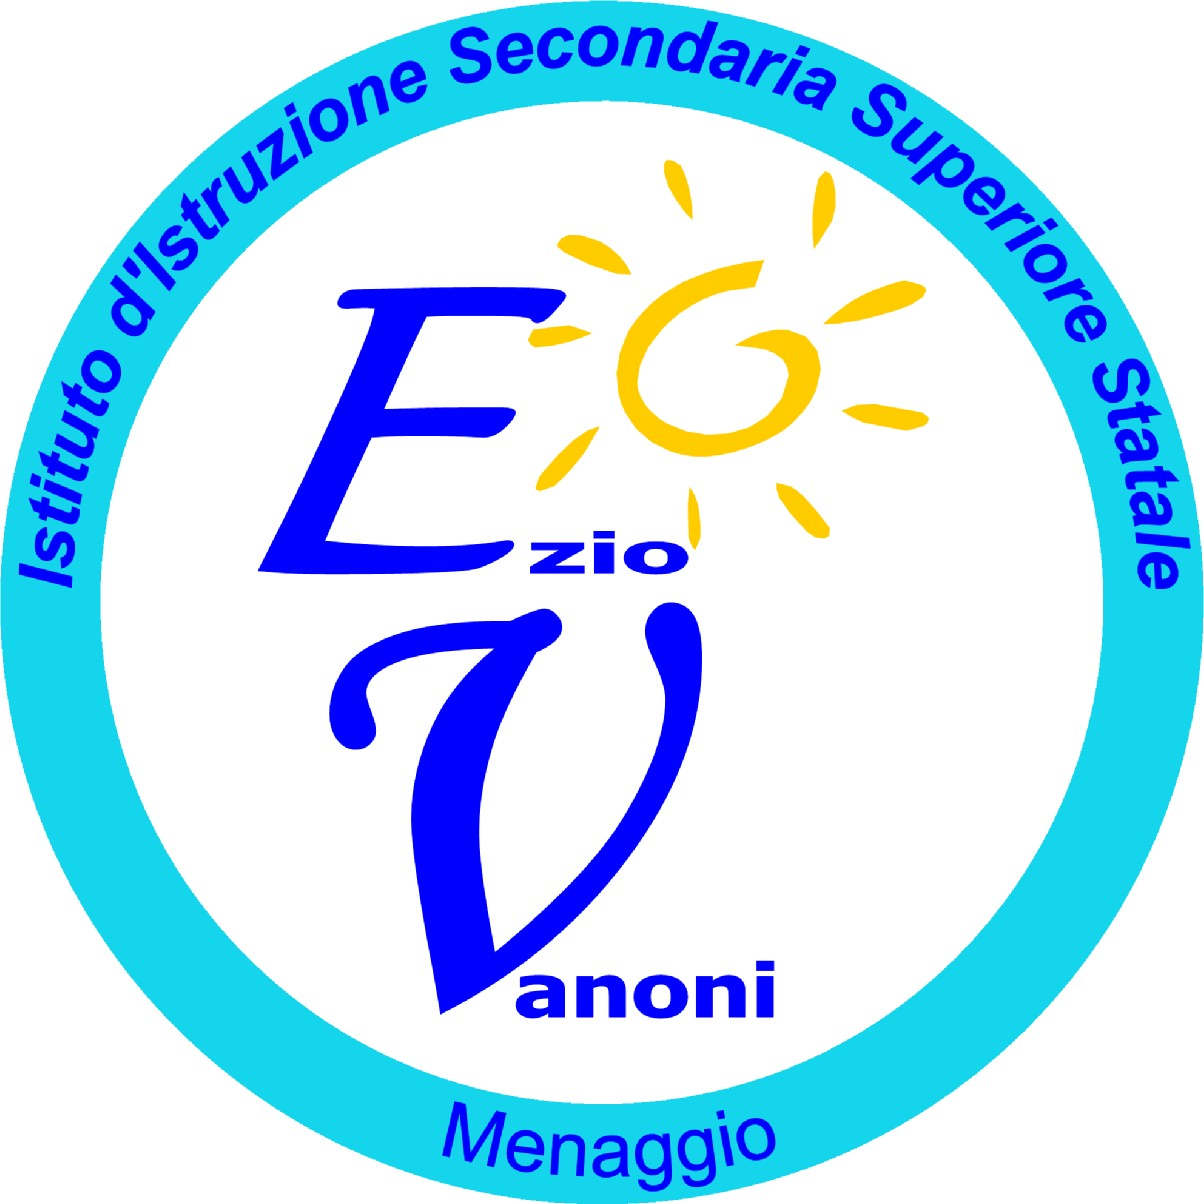 Istituto d'Istruzione Secondaria Superiore Statale
Ezio
Vanoni
Menaggio